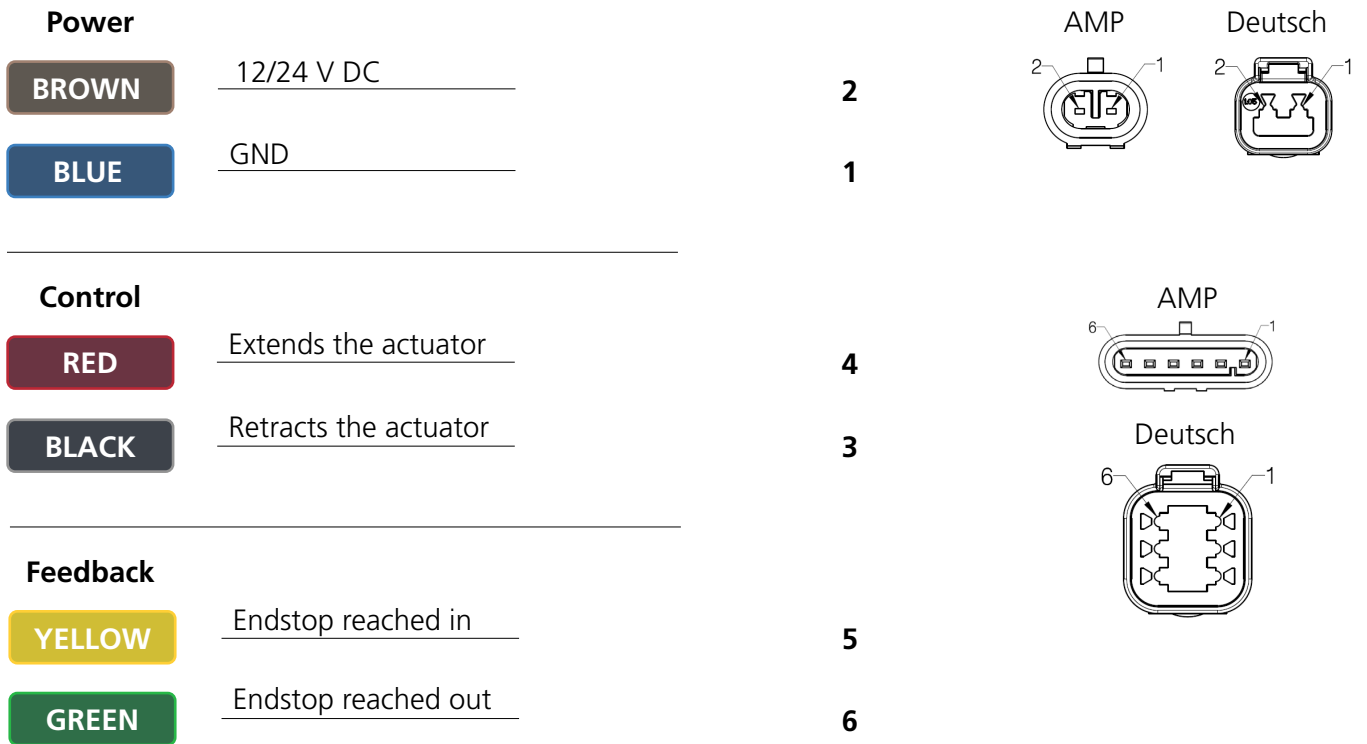 Power
AMP Deutsch
BROWN 12/24 V DC 2
2 1 2 1
BLUE GND 1
Control
AMP
RED Extends the actuator 4
6 1
BLACK Retracts the actuator 3
Deutsch
6 1
Feedback
YELLOW Endstop reached in 5
GREEN Endstop reached out 6